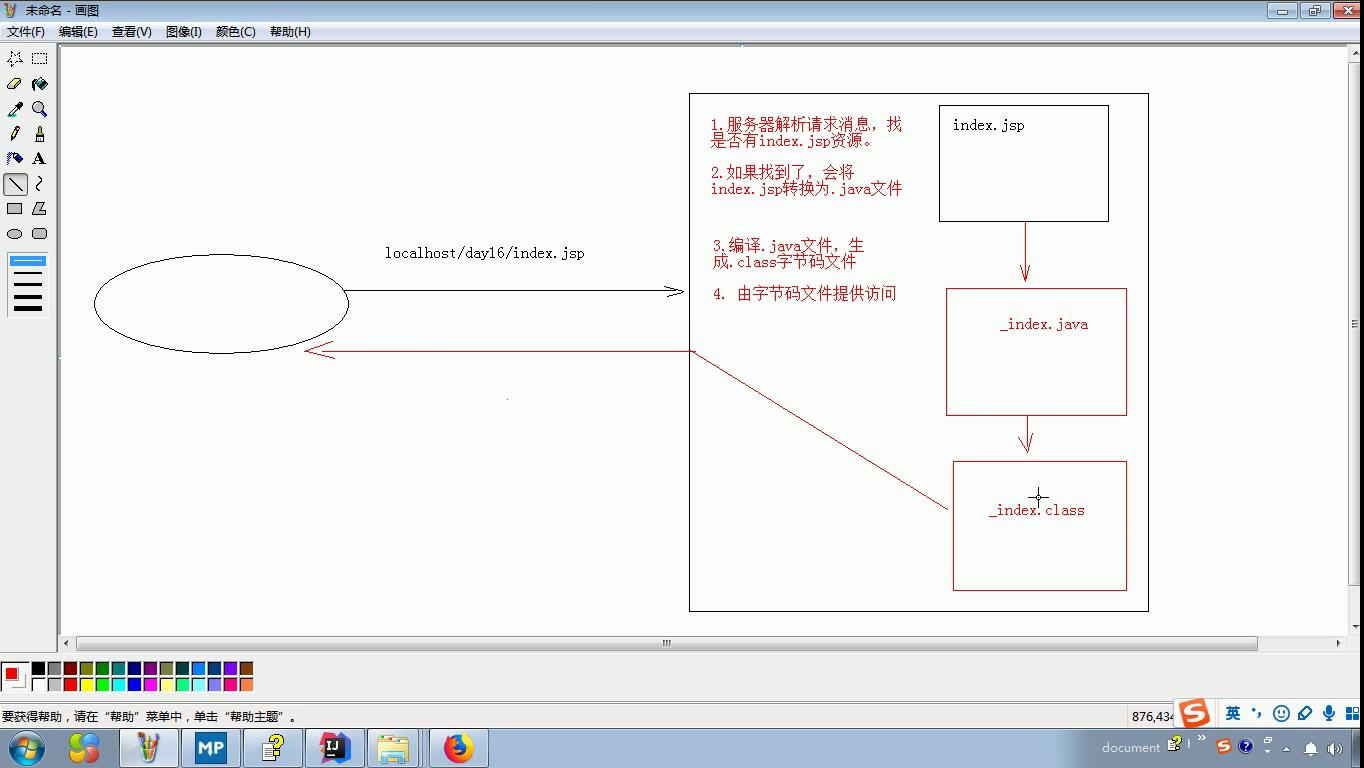 未命名 - 画图
文件(F) 编辑(E) 查看(V) 图像(I) 颜色(C) 帮助(H)
1.服务器解析请求消息，找
是否有index.jsp资源。
2.如果找到了，会将
index.jsp转换为.java文件
3.编译.java文件，生
成.class字节码文件
4. 由字节码文件提供访问
index.jsp
localhost/day16/index.jsp
_index.java
_index.class
要获得帮助，请在“帮助”菜单中，单击“帮助主题”。
876,434
英
MP
IJ
document